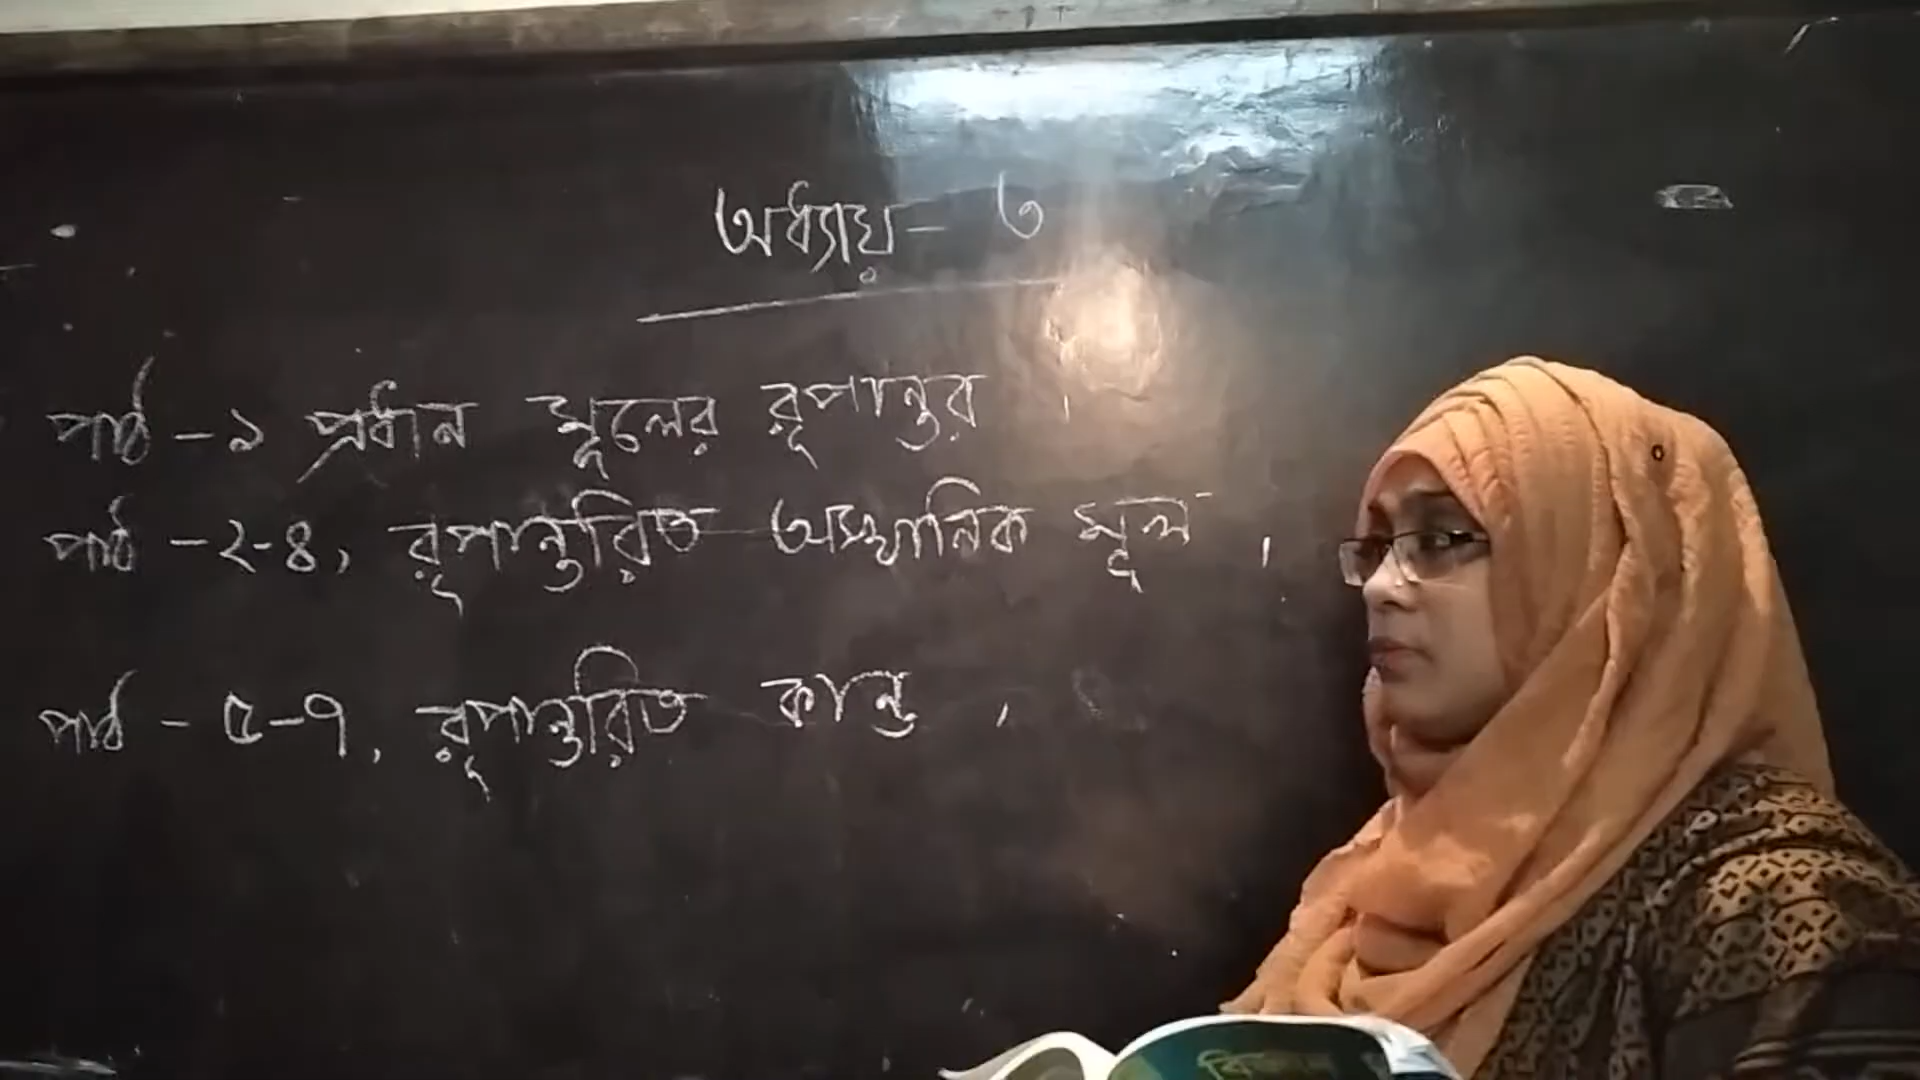 অধ্যায় - ৩
পাঠ - ১ প্রধান মূলের রূপান্তর ।
পাঠ - ২-৪, রূপান্তরিত অস্থানিক মূল ।
পাঠ - ৫-৭, রূপান্তরিত কান্ড ,